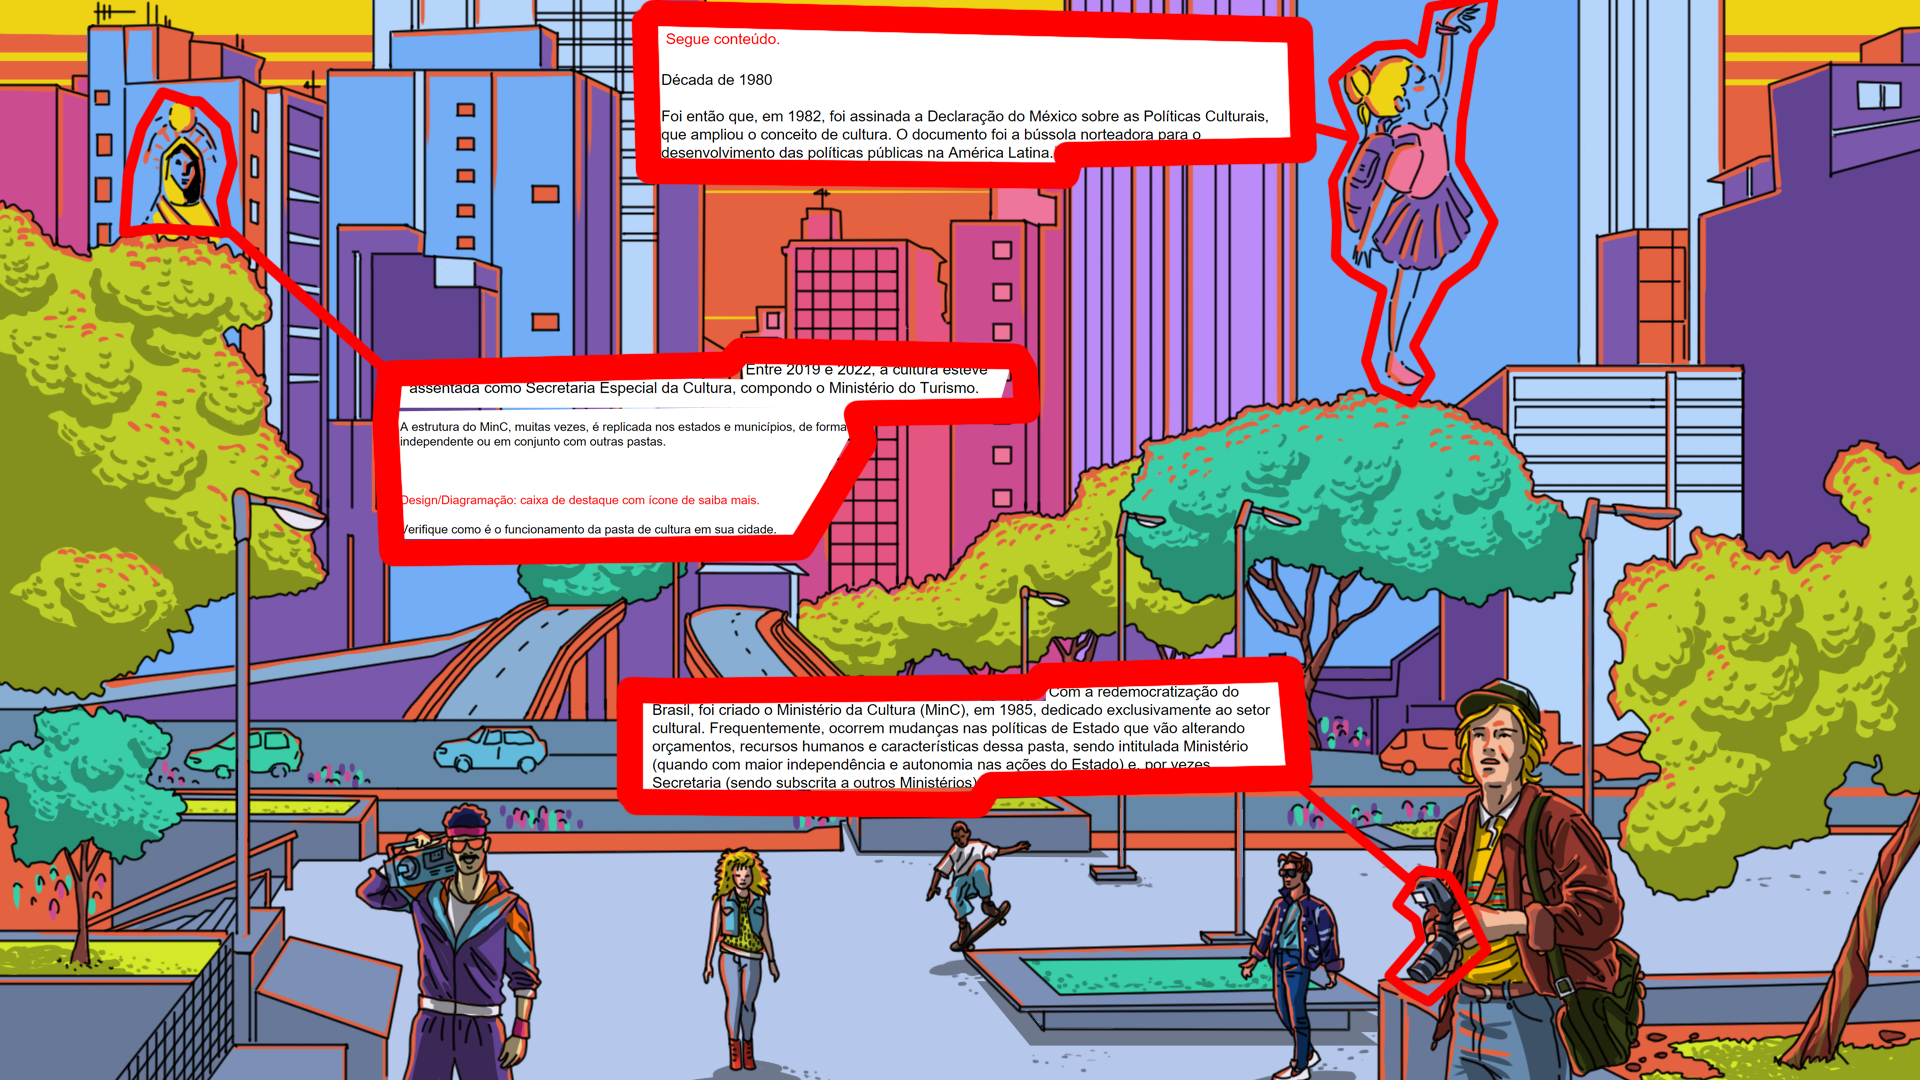 Segue conteúdo.
Década de 1980
Foi então que, em 1982, foi assinada a Declaração do México sobre as Políticas Culturais,
que ampliou o conceito de cultura. O documento foi a bússola norteadora para o
desenvolvimento das políticas públicas na América Latina.
Entre 2019 e 2022, a cultura esteve
assentada como Secretaria Especial da Cultura, compondo o Ministério do Turismo.
A estrutura do MinC, muitas vezes, é replicada nos estados e municípios, de forma
independente ou em conjunto com outras pastas.
Design/Diagramação: caixa de destaque com ícone de saiba mais.
Verifique como é o funcionamento da pasta de cultura em sua cidade.
Com a redemocratização do
Brasil, foi criado o Ministério da Cultura (MinC), em 1985, dedicado exclusivamente ao setor
cultural. Frequentemente, ocorrem mudanças nas políticas de Estado que vão alterando
orçamentos, recursos humanos e características dessa pasta, sendo intitulada Ministério
(quando com maior independência e autonomia nas ações do Estado) e, por vezes,
Secretaria (sendo subscrita a outros Ministérios)